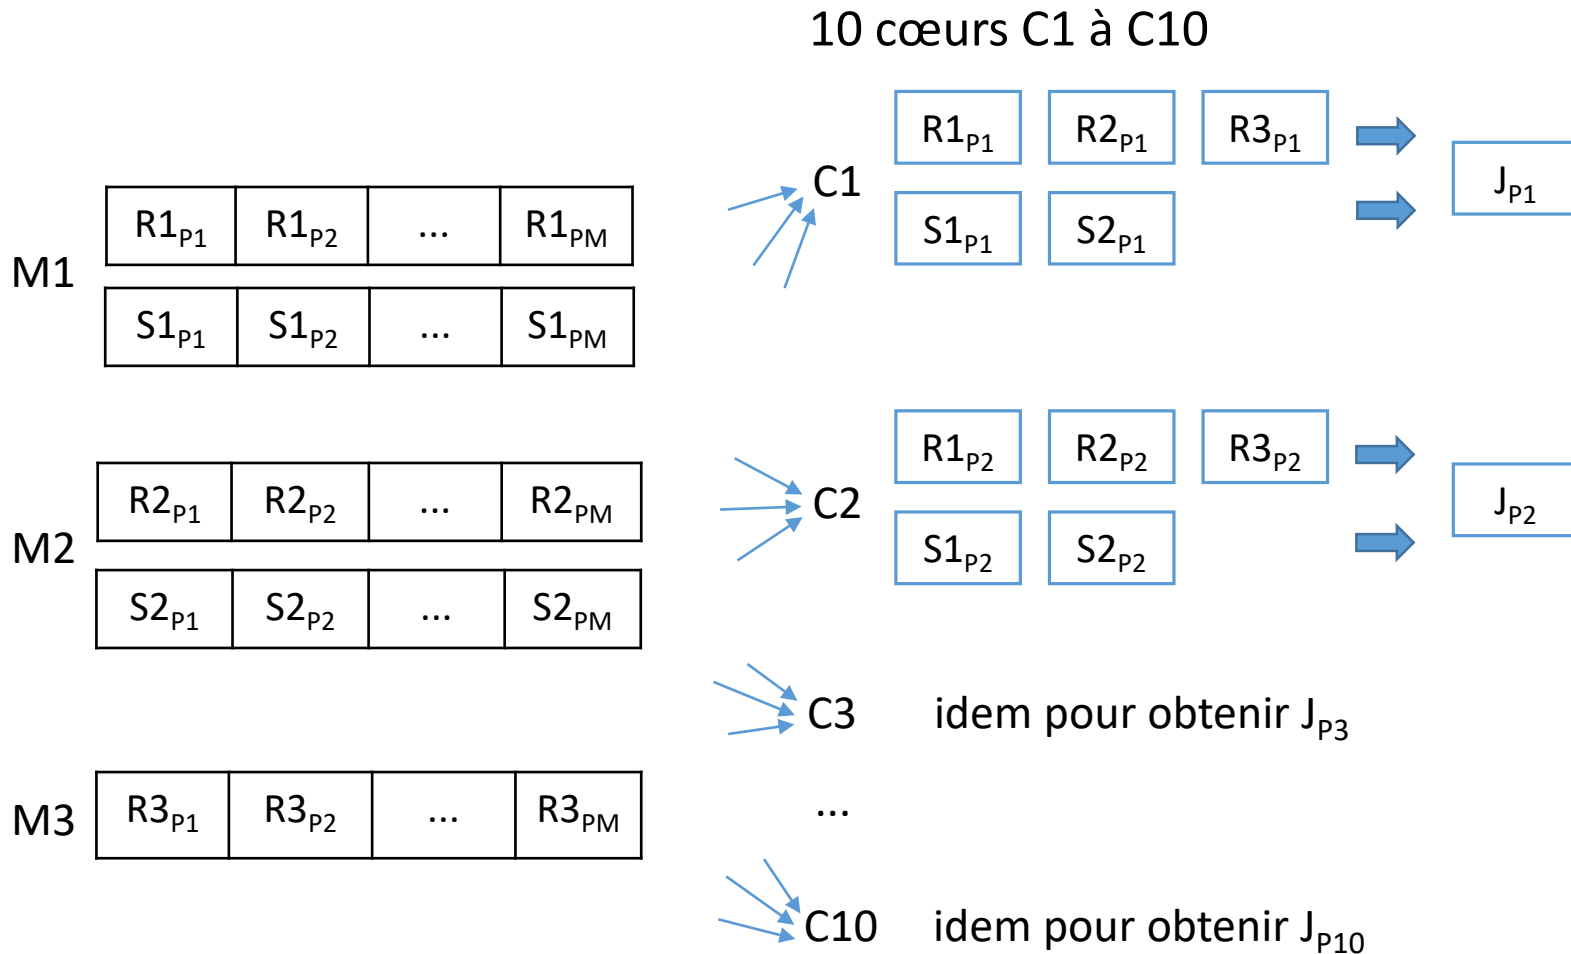 10 cœurs C1 à C10
M1
R1P1 R1P2 ... R1PM
S1P1 S1P2 ... S1PM
C1
R1P1 R2P1 R3P1
S1P1 S2P1
JP1
M2
R2P1 R2P2 ... R2PM
S2P1 S2P2 ... S2PM
C2
R1P2 R2P2 R3P2
S1P2 S2P2
JP2
C3 idem pour obtenir JP3
M3
R3P1 R3P2 ... R3PM
...
C10 idem pour obtenir JP10